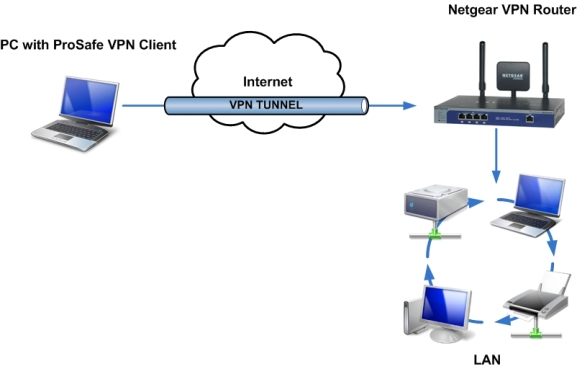 Netgear VPN Router
PC with ProSafe VPN Client
Internet
VPN TUNNEL
NETGEAR
LAN